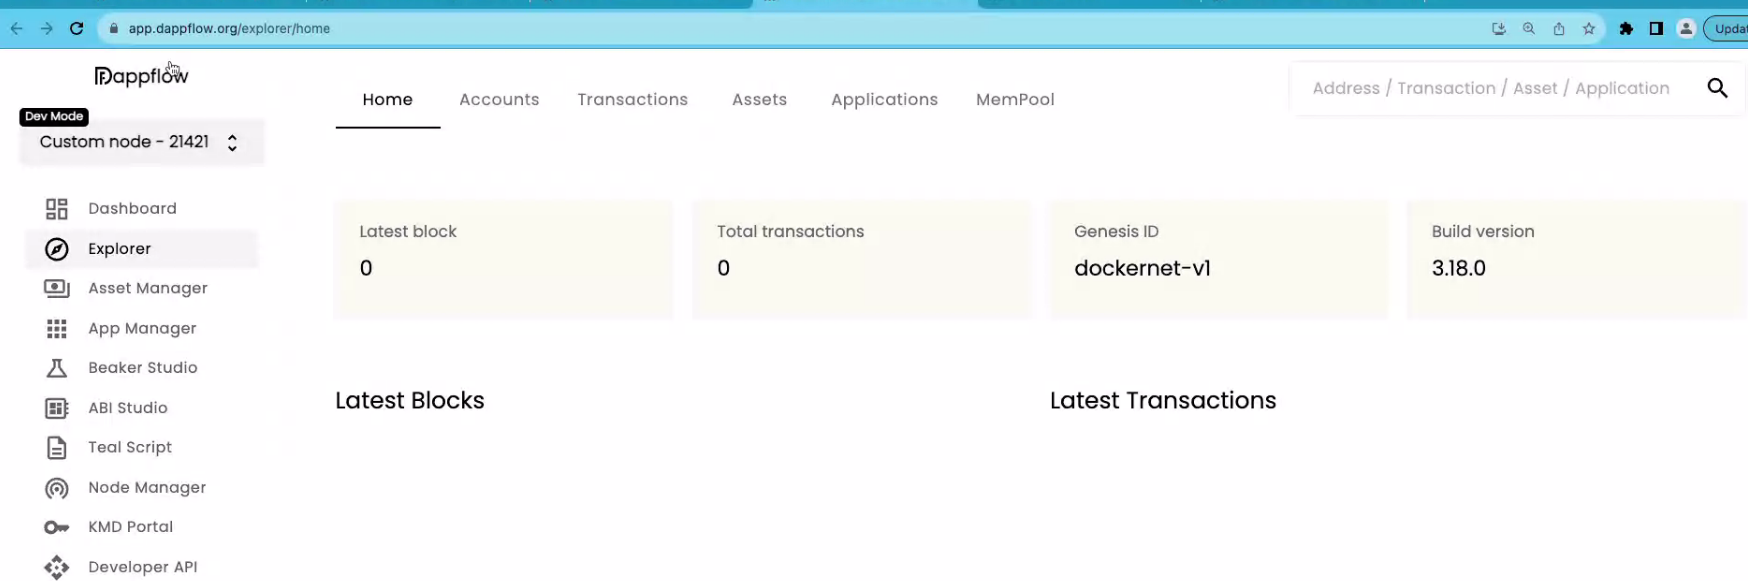 app.dappflow.org/explorer/home
Updat
Dappflow
Home Accounts Transactions Assets Applications MemPool
Address / Transaction / Asset / Application
Dev Mode
Custom node - 21421
Dashboard
Explorer
Asset Manager
App Manager
Beaker Studio
ABI Studio
Teal Script
Node Manager
KMD Portal
Developer API
Latest block
0
Total transactions
0
Genesis ID
dockernet-v1
Build version
3.18.0
Latest Blocks
Latest Transactions